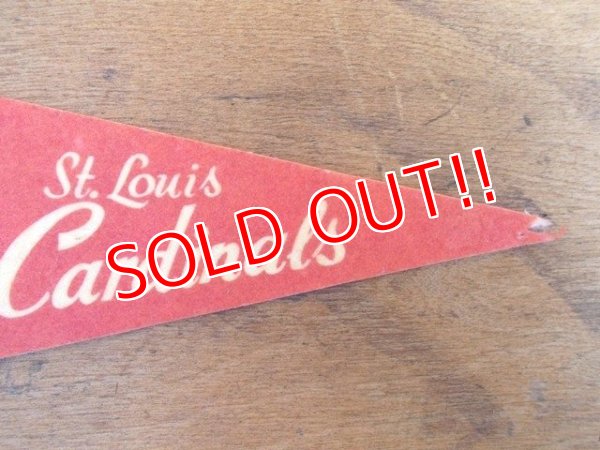 St. Louis
Cardinals
SOLD OUT!!